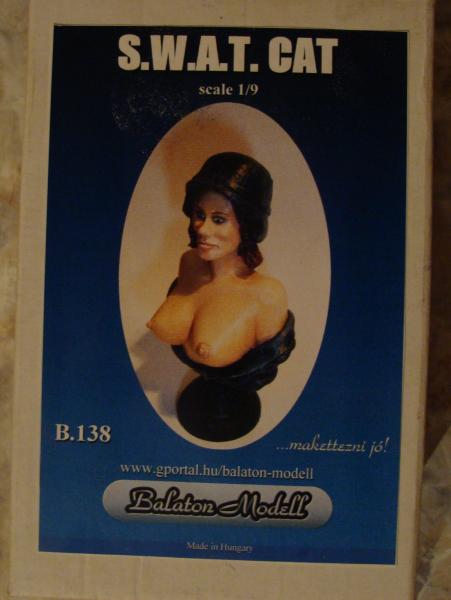 S.W.A.T. CAT
scale 1/9
B.138
...makettezni jó!
www.gportal.hu/balaton-modell
Balaton Modell
Made in Hungary